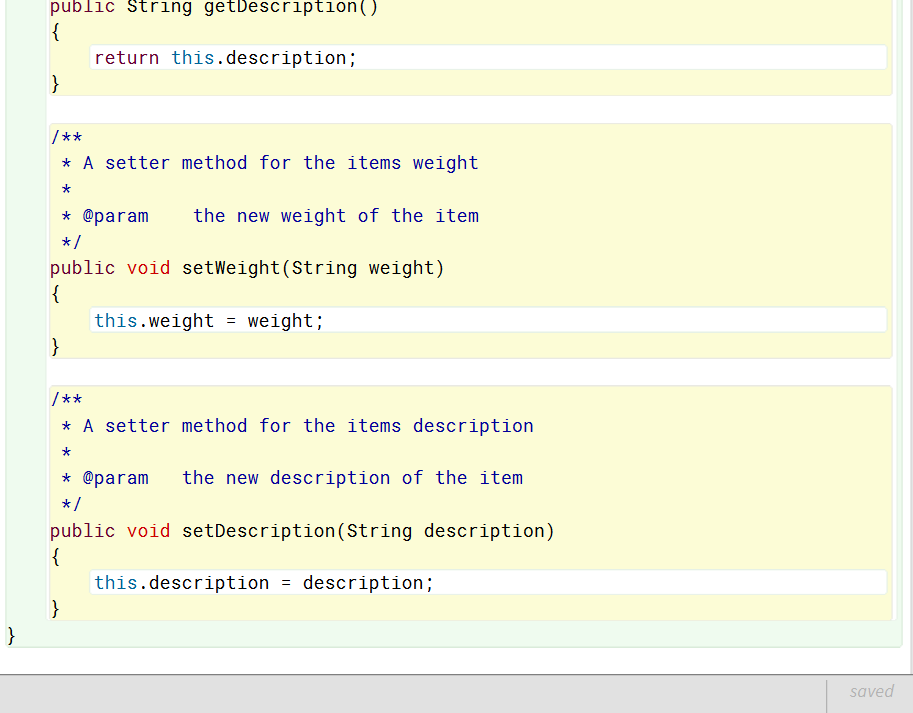 public String getDescription()
{
return this.description;
}
/**
* A setter method for the items weight
*
* @param    the new weight of the item
*/
public void setWeight(String weight)
{
this.weight = weight;
}
/**
* A setter method for the items description
*
* @param   the new description of the item
*/
public void setDescription(String description)
{
this.description = description;
}
}
saved